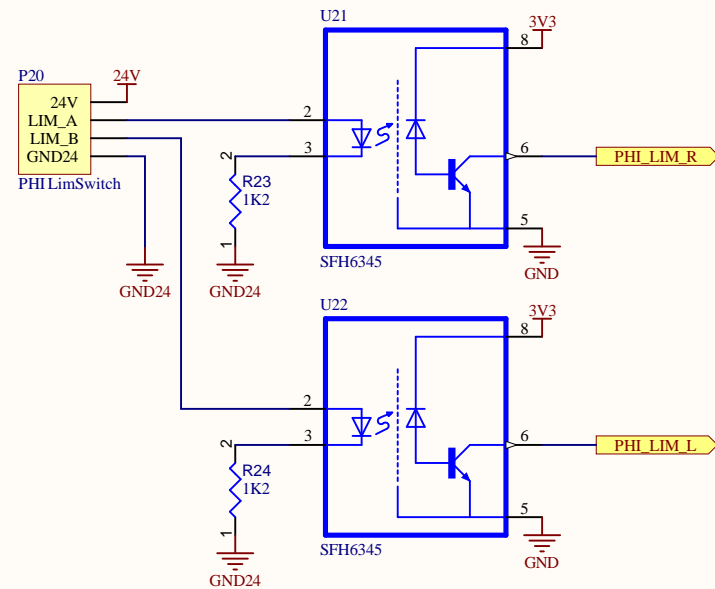 U21
3V3
8
P20
24V
24V
LIM_A
LIM_B
GND24
PHI LimSwitch
2
3
6
PHI_LIM_R
2
R23
1K2
1
5
GND24
GND24
SFH6345
GND
U22
3V3
8
2
3
6
PHI_LIM_L
2
R24
1K2
1
5
SFH6345
GND24
GND